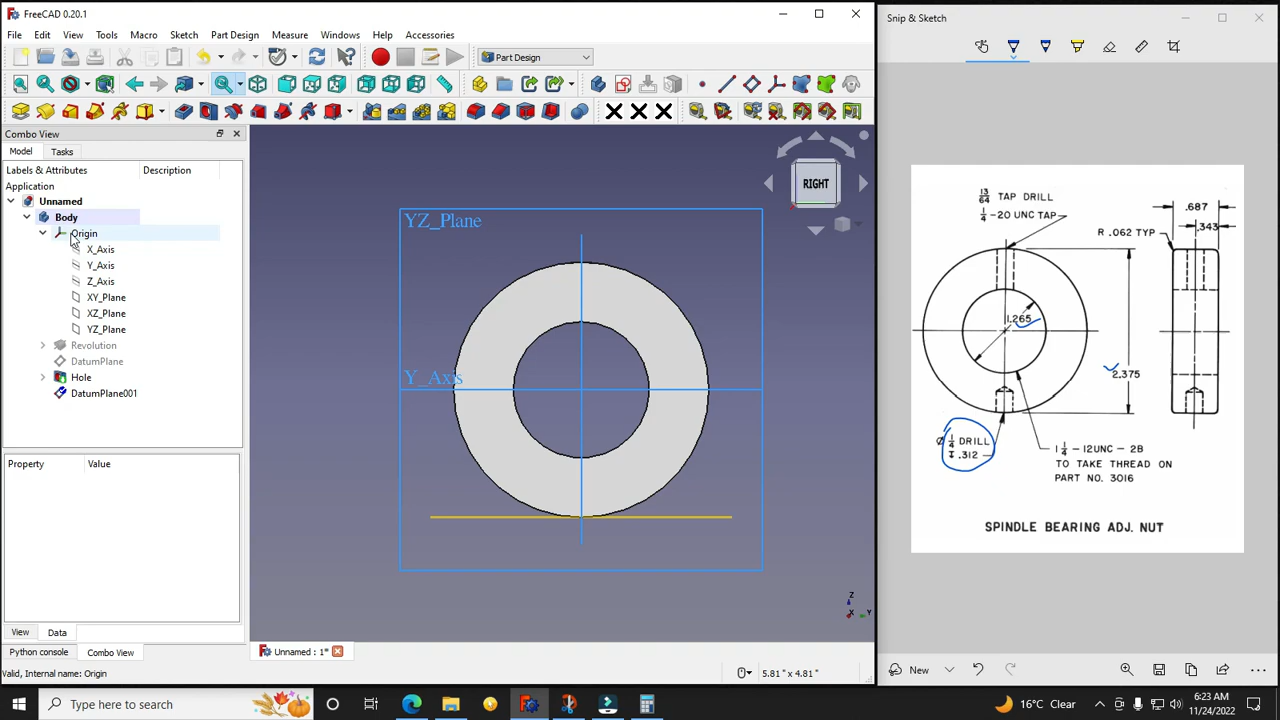 FreeCAD 0.20.1
File Edit View Tools Macro Sketch Part Design Measure Windows Help Accessories
Part Design
Combo View
Model Tasks
Labels & Attributes Description
Application
Unnamed
Body
Origin
X_Axis
Y_Axis
Z_Axis
XY_Plane
XZ_Plane
YZ_Plane
Revolution
DatumPlane
Hole
DatumPlane001
Property Value
View Data
Python console Combo View
Valid, Internal name: Origin
YZ_Plane
Y_Axis
RIGHT
Z
X
Y
Unnamed : 1*
5.81" x 4.81"
Snip & Sketch
13/64 TAP DRILL
1/4 -20 UNC TAP
R .062 TYP
.687
.343
1.265
2.375
Ø 1/4 DRILL
↧ .312
1 1/4 - 12UNC - 2B
TO TAKE THREAD ON
PART NO. 3016
SPINDLE BEARING ADJ. NUT
New
Type here to search
16°C Clear
6:23 AM
11/24/2022